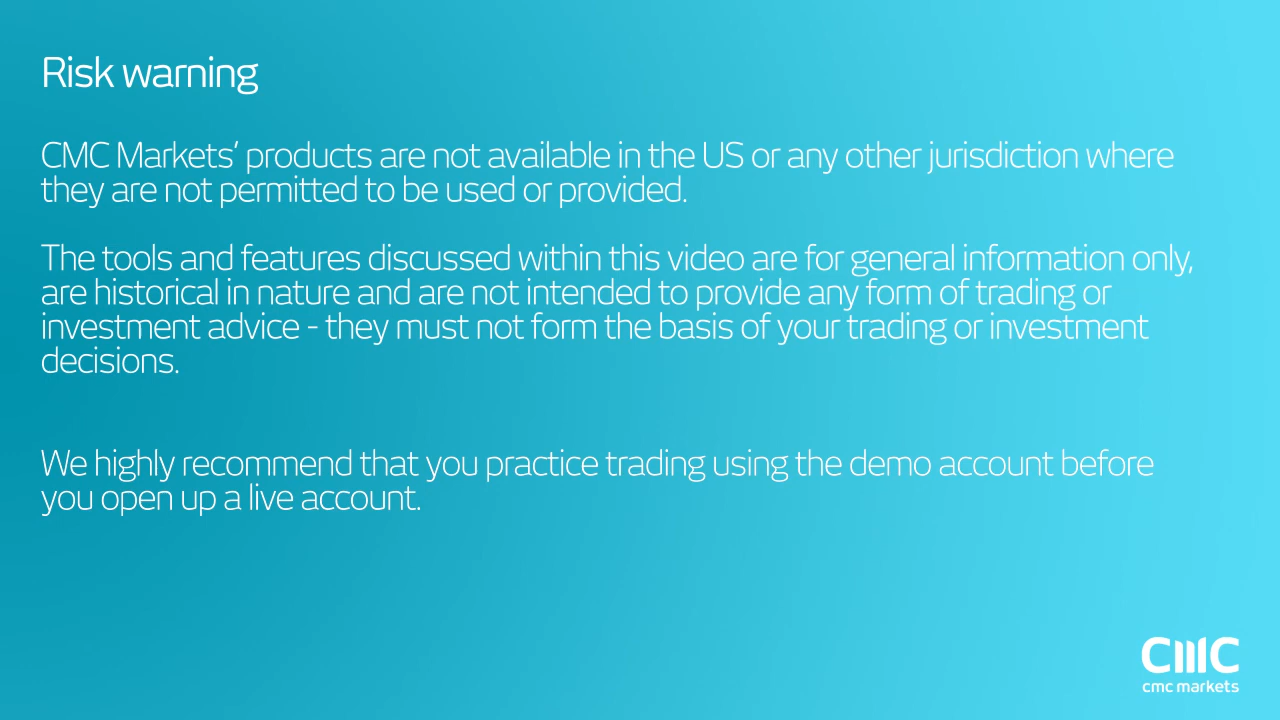 Risk warning
CMC Markets’ products are not available in the US or any other jurisdiction where
they are not permitted to be used or provided.
The tools and features discussed within this video are for general information only,
are historical in nature and are not intended to provide any form of trading or
investment advice - they must not form the basis of your trading or investment
decisions.
We highly recommend that you practice trading using the demo account before
you open up a live account.
CMC
cmc markets